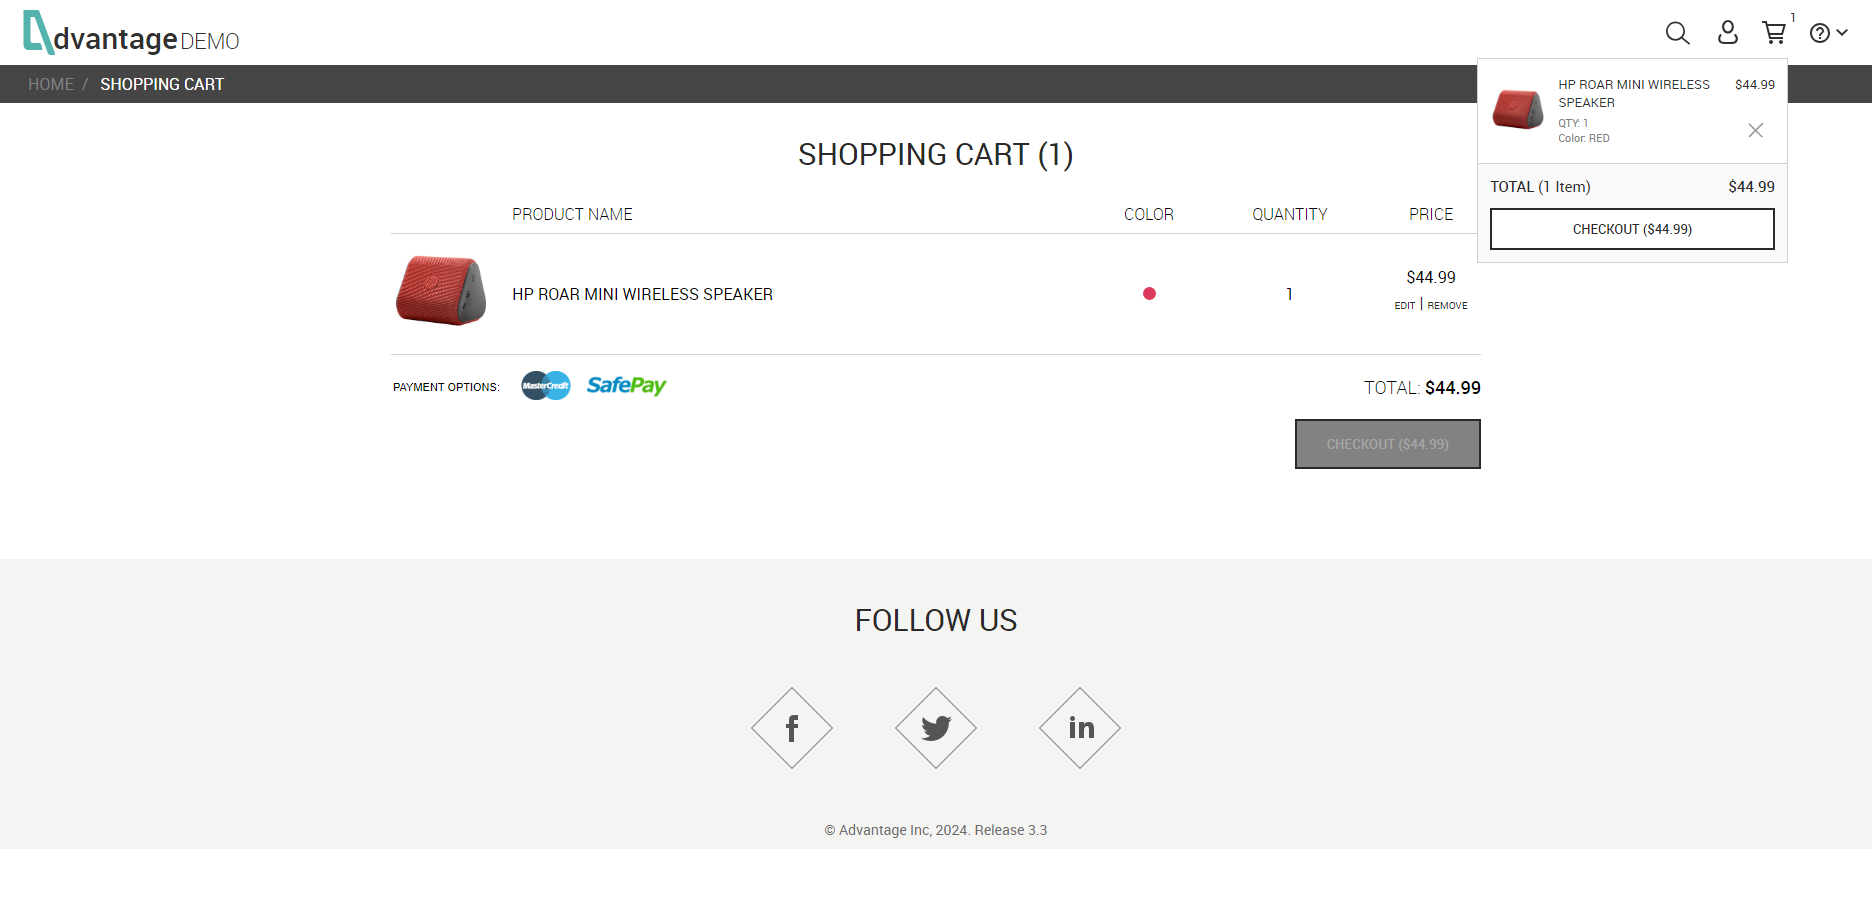 dvantage DEMO
1
HOME / SHOPPING CART
HP ROAR MINI WIRELESS SPEAKER
$44.99
QTY: 1
Color: RED
TOTAL (1 Item) $44.99
CHECKOUT ($44.99)
SHOPPING CART (1)
PRODUCT NAME COLOR QUANTITY PRICE
HP ROAR MINI WIRELESS SPEAKER 1 $44.99
EDIT | REMOVE
PAYMENT OPTIONS: MasterCredit SafePay TOTAL: $44.99
CHECKOUT ($44.99)
FOLLOW US
f in
© Advantage Inc, 2024. Release 3.3